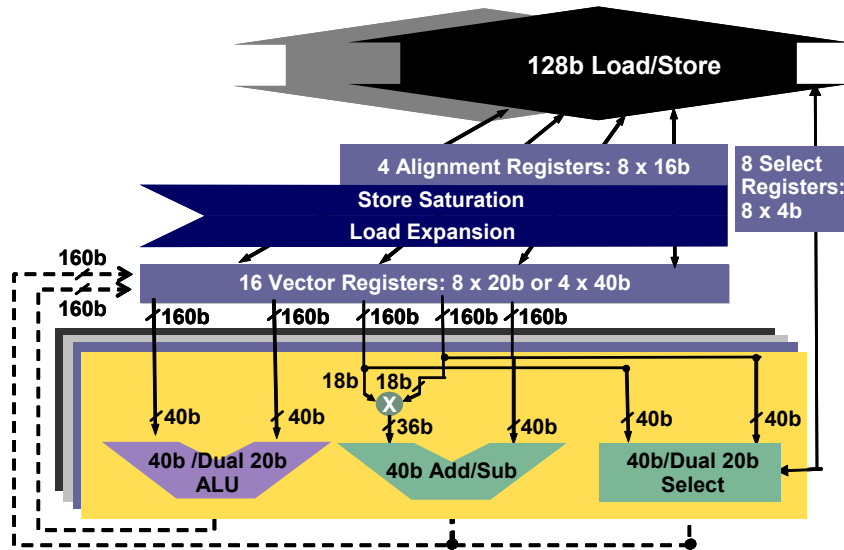 128b Load/Store
4 Alignment Registers: 8 x 16b
8 Select
Registers:
8 x 4b
Store Saturation
Load Expansion
160b
160b
16 Vector Registers: 8 x 20b or 4 x 40b
160b
160b
160b
160b
160b
18b
18b
X
40b
40b
36b
40b
40b
40b
40b /Dual 20b
ALU
40b Add/Sub
40b/Dual 20b
Select